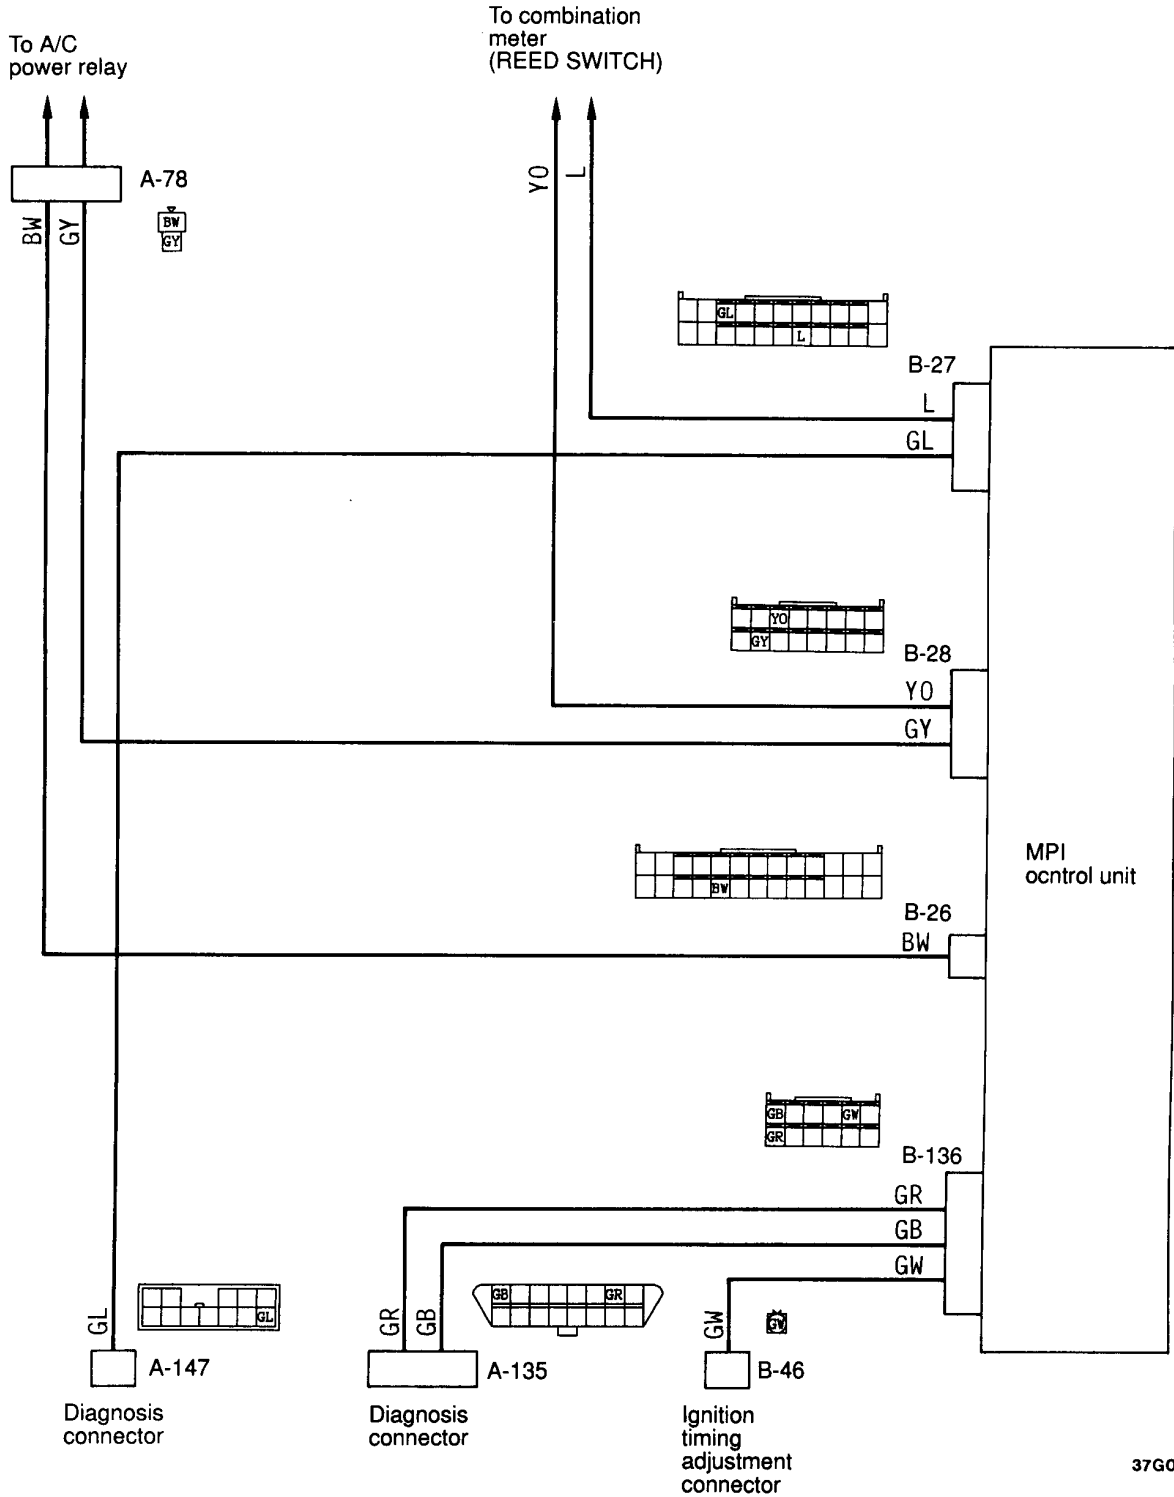 To combination
meter
(REED SWITCH)
To A/C
power relay
YO
L
A-78
BW
GY
BW
GY
GL
L
B-27
L
GL
YO
GY
B-28
YO
GY
MPI
ocntrol unit
BW
B-26
BW
GB
GW
GR
B-136
GR
GB
GW
GL
GL
GR
GB
GB
GR
GW
GW
A-147
A-135
B-46
Diagnosis
connector
Diagnosis
connector
Ignition
timing
adjustment
connector
37G0